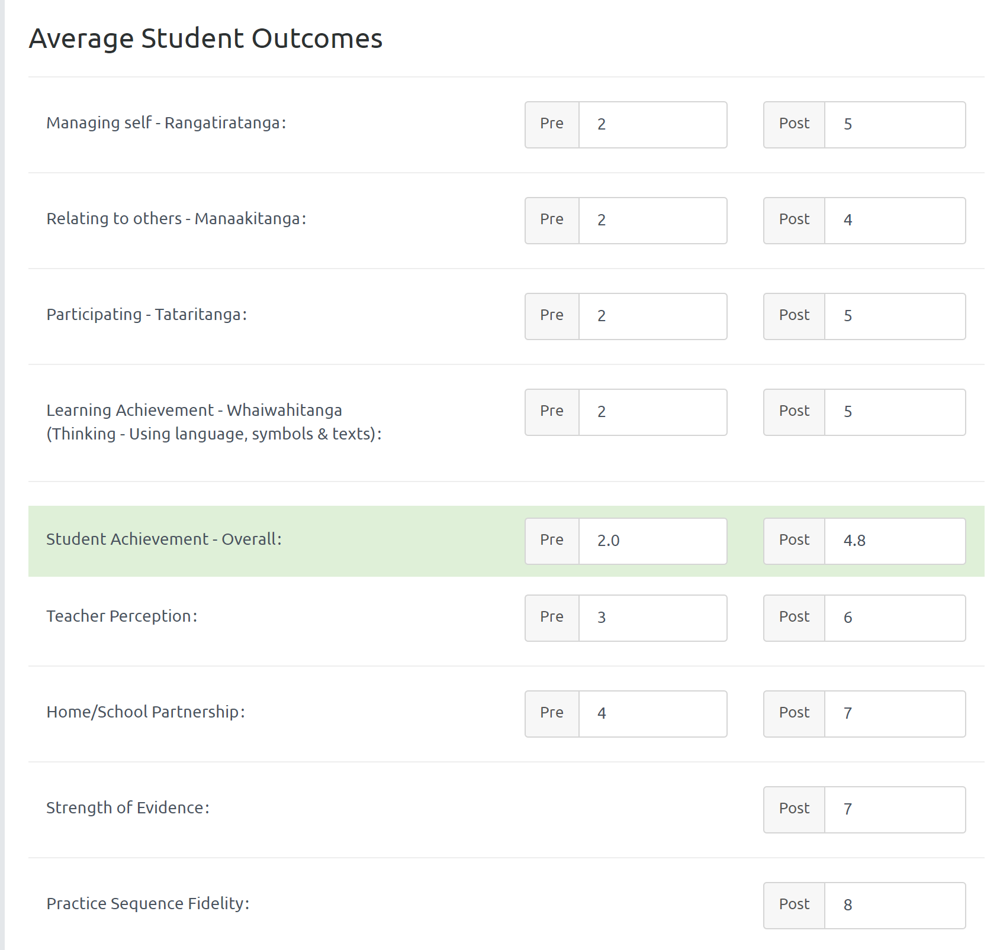 Average Student Outcomes
Managing self - Rangatiratanga: Pre 2 Post 5
Relating to others - Manaakitanga: Pre 2 Post 4
Participating - Tataritanga: Pre 2 Post 5
Learning Achievement - Whaiwahitanga Pre 2 Post 5
(Thinking - Using language, symbols & texts):
Student Achievement - Overall: Pre 2.0 Post 4.8
Teacher Perception: Pre 3 Post 6
Home/School Partnership: Pre 4 Post 7
Strength of Evidence: Post 7
Practice Sequence Fidelity: Post 8